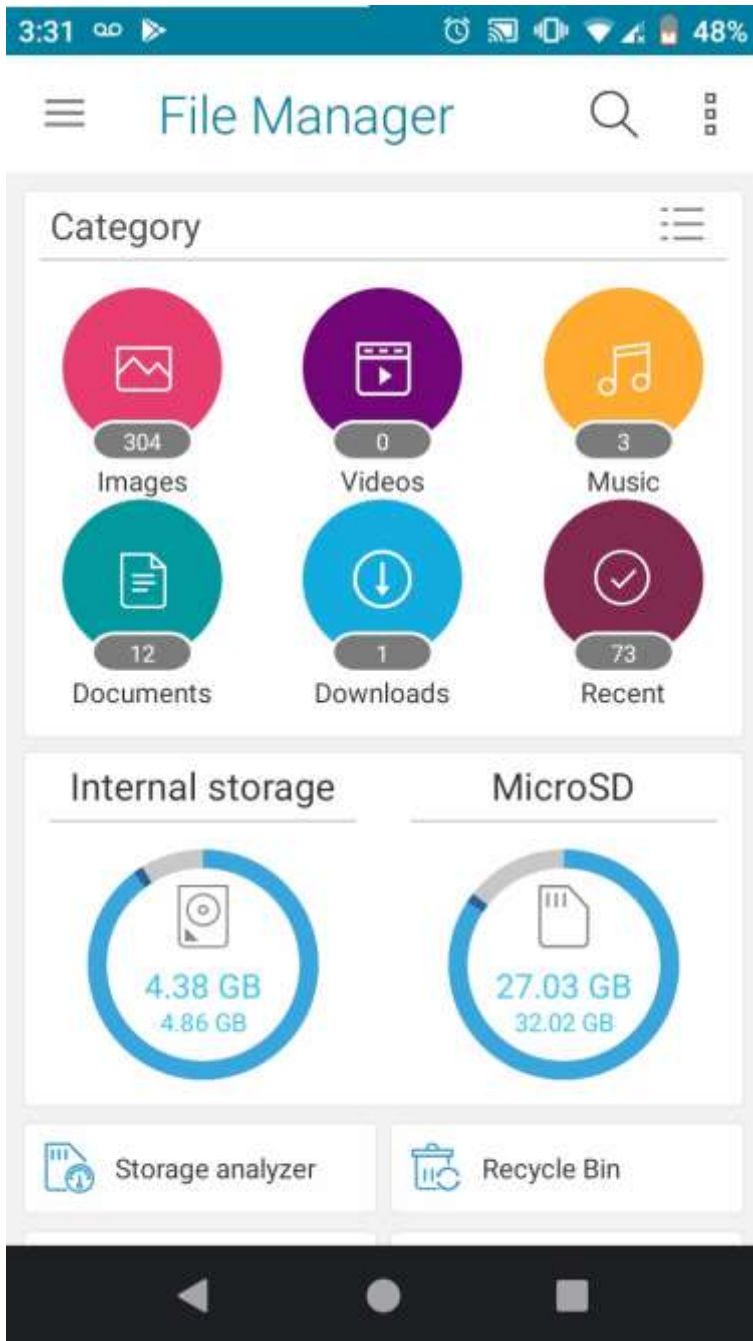 3:31 48%
File Manager
Category
304 0 3
Images Videos Music
12 1 73
Documents Downloads Recent
Internal storage MicroSD
4.38 GB 27.03 GB
4.86 GB 32.02 GB
Storage analyzer Recycle Bin